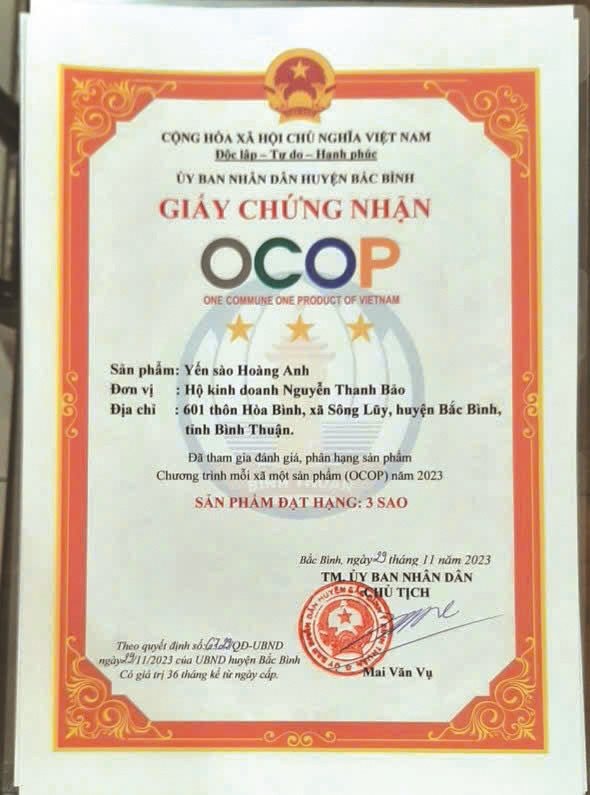 CỘNG HÒA XÃ HỘI CHỦ NGHĨA VIỆT NAM
Độc lập – Tự do – Hạnh phúc
ỦY BAN NHÂN DÂN HUYỆN BẮC BÌNH
GIẤY CHỨNG NHẬN
OCOP
ONE COMMUNE ONE PRODUCT OF VIETNAM
Sản phẩm: Yến sào Hoàng Anh
Đơn vị : Hộ kinh doanh Nguyễn Thanh Bảo
Địa chỉ : 601 thôn Hòa Bình, xã Sông Lũy, huyện Bắc Bình,
tỉnh Bình Thuận.
Đã tham gia đánh giá, phân hạng sản phẩm
Chương trình mỗi xã một sản phẩm (OCOP) năm 2023
BÌNH THUẬN
SẢN PHẨM ĐẠT HẠNG: 3 SAO
Bắc Bình, ngày 29 tháng 11 năm 2023
TM. ỦY BAN NHÂN DÂN
CHỦ TỊCH
Theo quyết định số: QĐ-UBND
ngày 29/11/2023 của UBND huyện Bắc Bình
Có giá trị 36 tháng kể từ ngày cấp.
Mai Văn Vụ